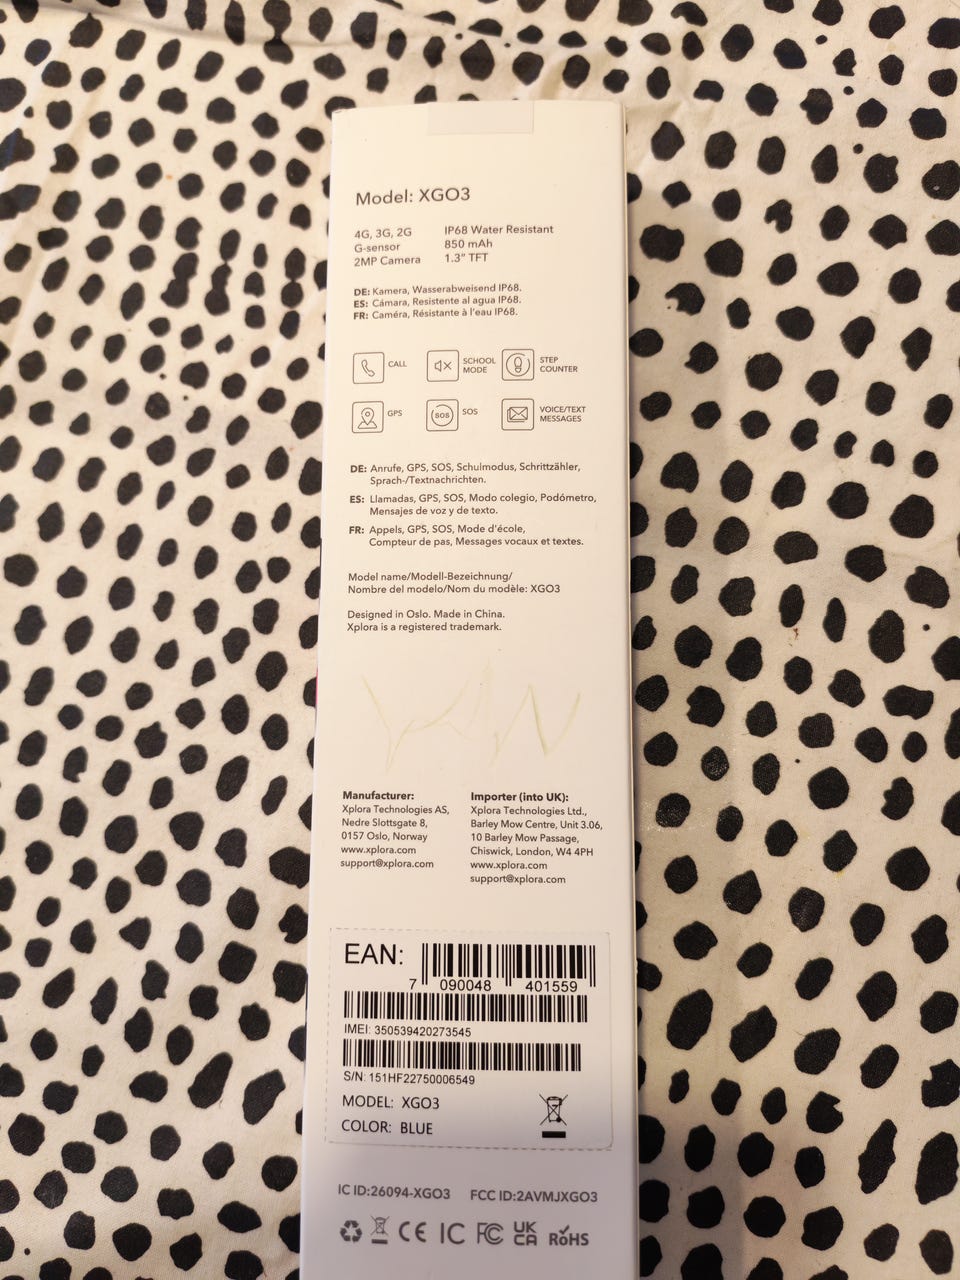 Model: XGO3
4G, 3G, 2G
G-sensor
2MP Camera
IP68 Water Resistant
850 mAh
1.3" TFT
DE: Kamera, Wasserabweisend IP68.
ES: Cámara, Resistente al agua IP68.
FR: Caméra, Résistante à l'eau IP68.
CALL
SCHOOL
MODE
STEP
COUNTER
GPS
SOS
SOS
VOICE/TEXT
MESSAGES
DE: Anrufe, GPS, SOS, Schulmodus, Schrittzähler,
Sprach-/Textnachrichten.
ES: Llamadas, GPS, SOS, Modo colegio, Podómetro,
Mensajes de voz y de texto.
FR: Appels, GPS, SOS, Mode d'école,
Compteur de pas, Messages vocaux et textes.
Model name/Modell-Bezeichnung/
Nombre del modelo/Nom du modèle: XGO3
Designed in Oslo. Made in China.
Xplora is a registered trademark.
YAN
Manufacturer:
Xplora Technologies AS,
Nedre Slottsgate 8,
0157 Oslo, Norway
www.xplora.com
support@xplora.com
Importer (into UK):
Xplora Technologies Ltd.,
Barley Mow Centre, Unit 3.06,
10 Barley Mow Passage,
Chiswick, London, W4 4PH
www.xplora.com
support@xplora.com
EAN:
7 090048 401559
IMEI: 350539420273545
S/N: 151HF22750006549
MODEL: XGO3
COLOR: BLUE
IC ID:26094-XGO3 FCC ID:2AVMJXGO3
CE IC FC UK
CA RoHS